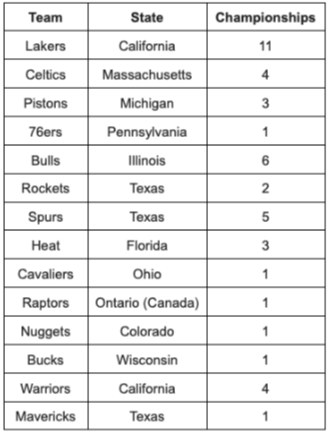 Team State Championships
Lakers California 11
Celtics Massachusetts 4
Pistons Michigan 3
76ers Pennsylvania 1
Bulls Illinois 6
Rockets Texas 2
Spurs Texas 5
Heat Florida 3
Cavaliers Ohio 1
Raptors Ontario (Canada) 1
Nuggets Colorado 1
Bucks Wisconsin 1
Warriors California 4
Mavericks Texas 1